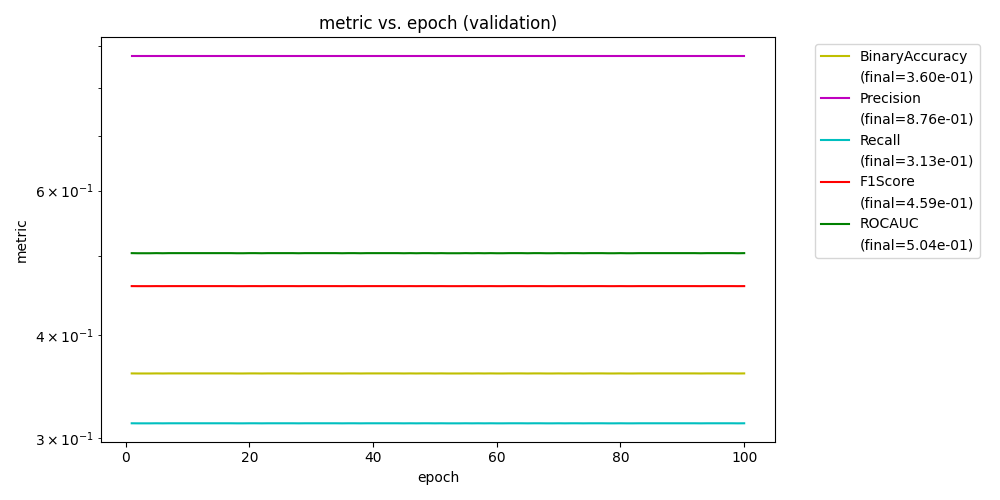 metric vs. epoch (validation)
metric
6 × 10⁻¹
4 × 10⁻¹
3 × 10⁻¹
0 20 40 60 80 100
epoch
BinaryAccuracy
(final=3.60e-01)
Precision
(final=8.76e-01)
Recall
(final=3.13e-01)
F1Score
(final=4.59e-01)
ROCAUC
(final=5.04e-01)